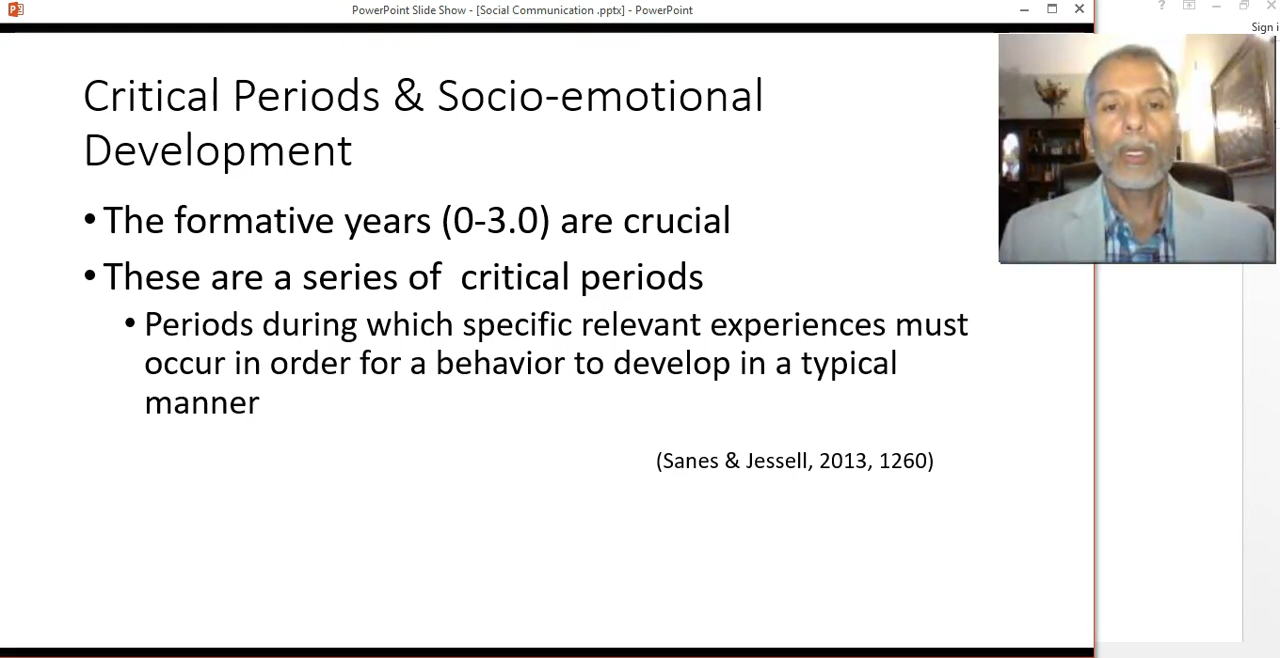 PowerPoint Slide Show - [Social Communication .pptx] - PowerPoint
?
Sign i
Critical Periods & Socio-emotional
Development
•The formative years (0-3.0) are crucial
•These are a series of  critical periods
•Periods during which specific relevant experiences must
occur in order for a behavior to develop in a typical
manner
(Sanes & Jessell, 2013, 1260)